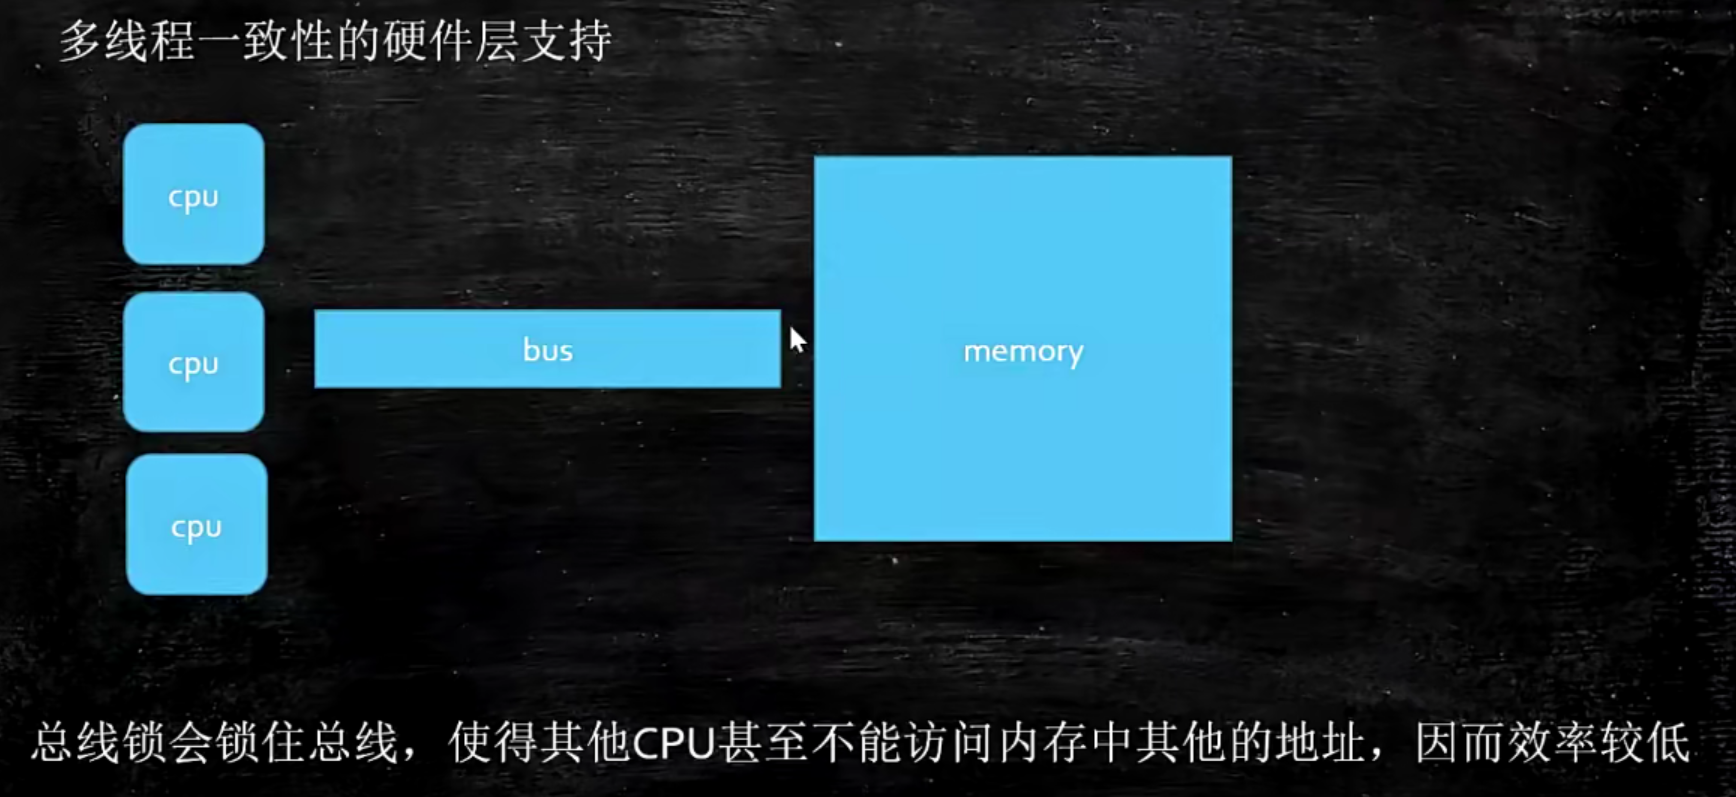 多线程一致性的硬件层支持
cpu
cpu
bus
memory
cpu
总线锁会锁住总线，使得其他CPU甚至不能访问内存中其他的地址，因而效率较低